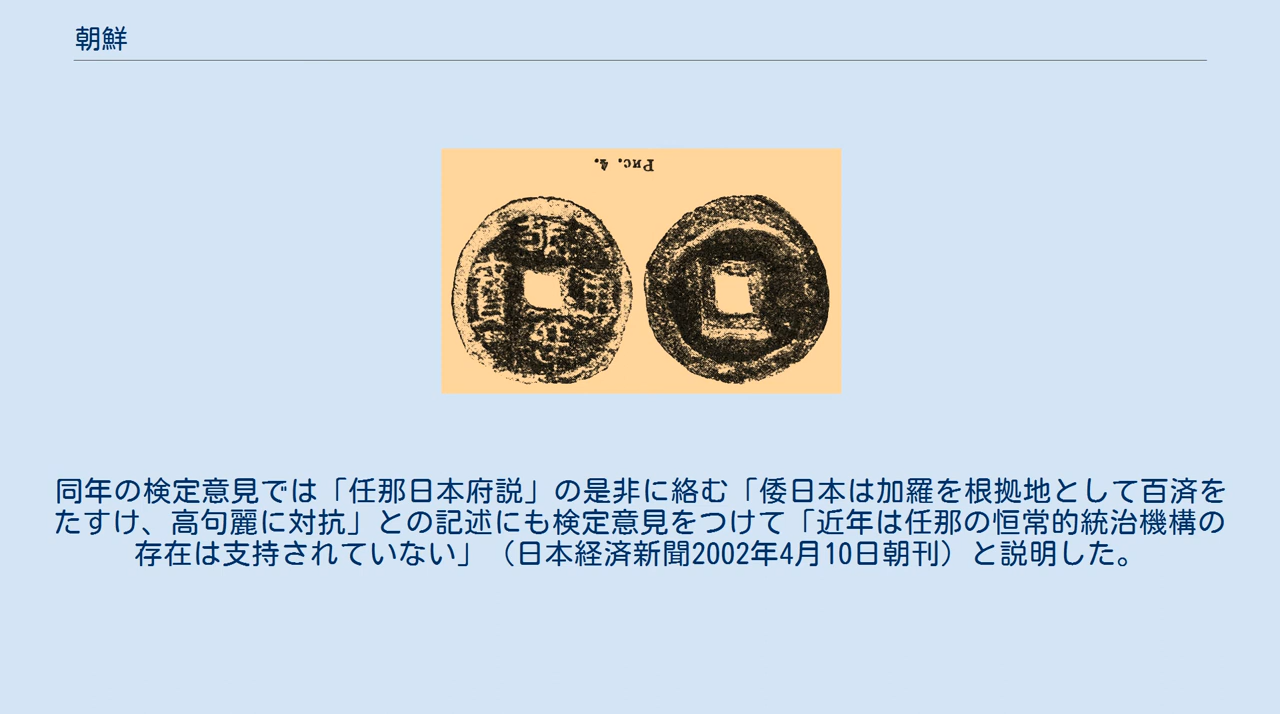 朝鮮
Рис. 4.
同年の検定意見では「任那日本府説」の是非に絡む「倭日本は加羅を根拠地として百済を
たすけ、高句麗に対抗」との記述にも検定意見をつけて「近年は任那の恒常的統治機構の
存在は支持されていない」（日本経済新聞2002年4月10日朝刊）と説明した。